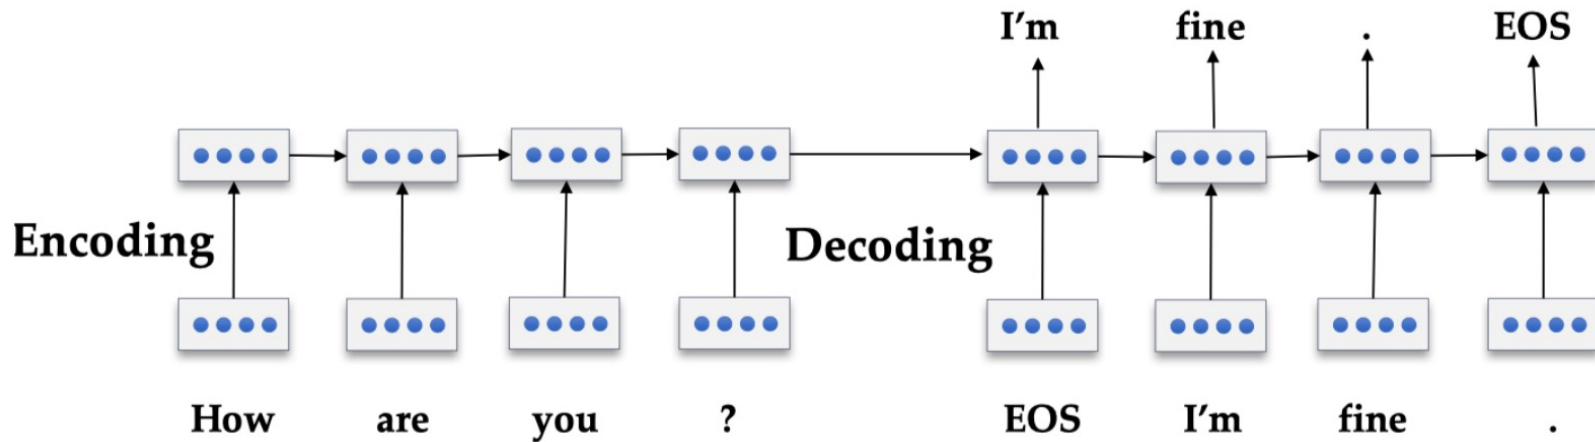 I'm fine . EOS
Encoding Decoding
How are you ? EOS I'm fine .